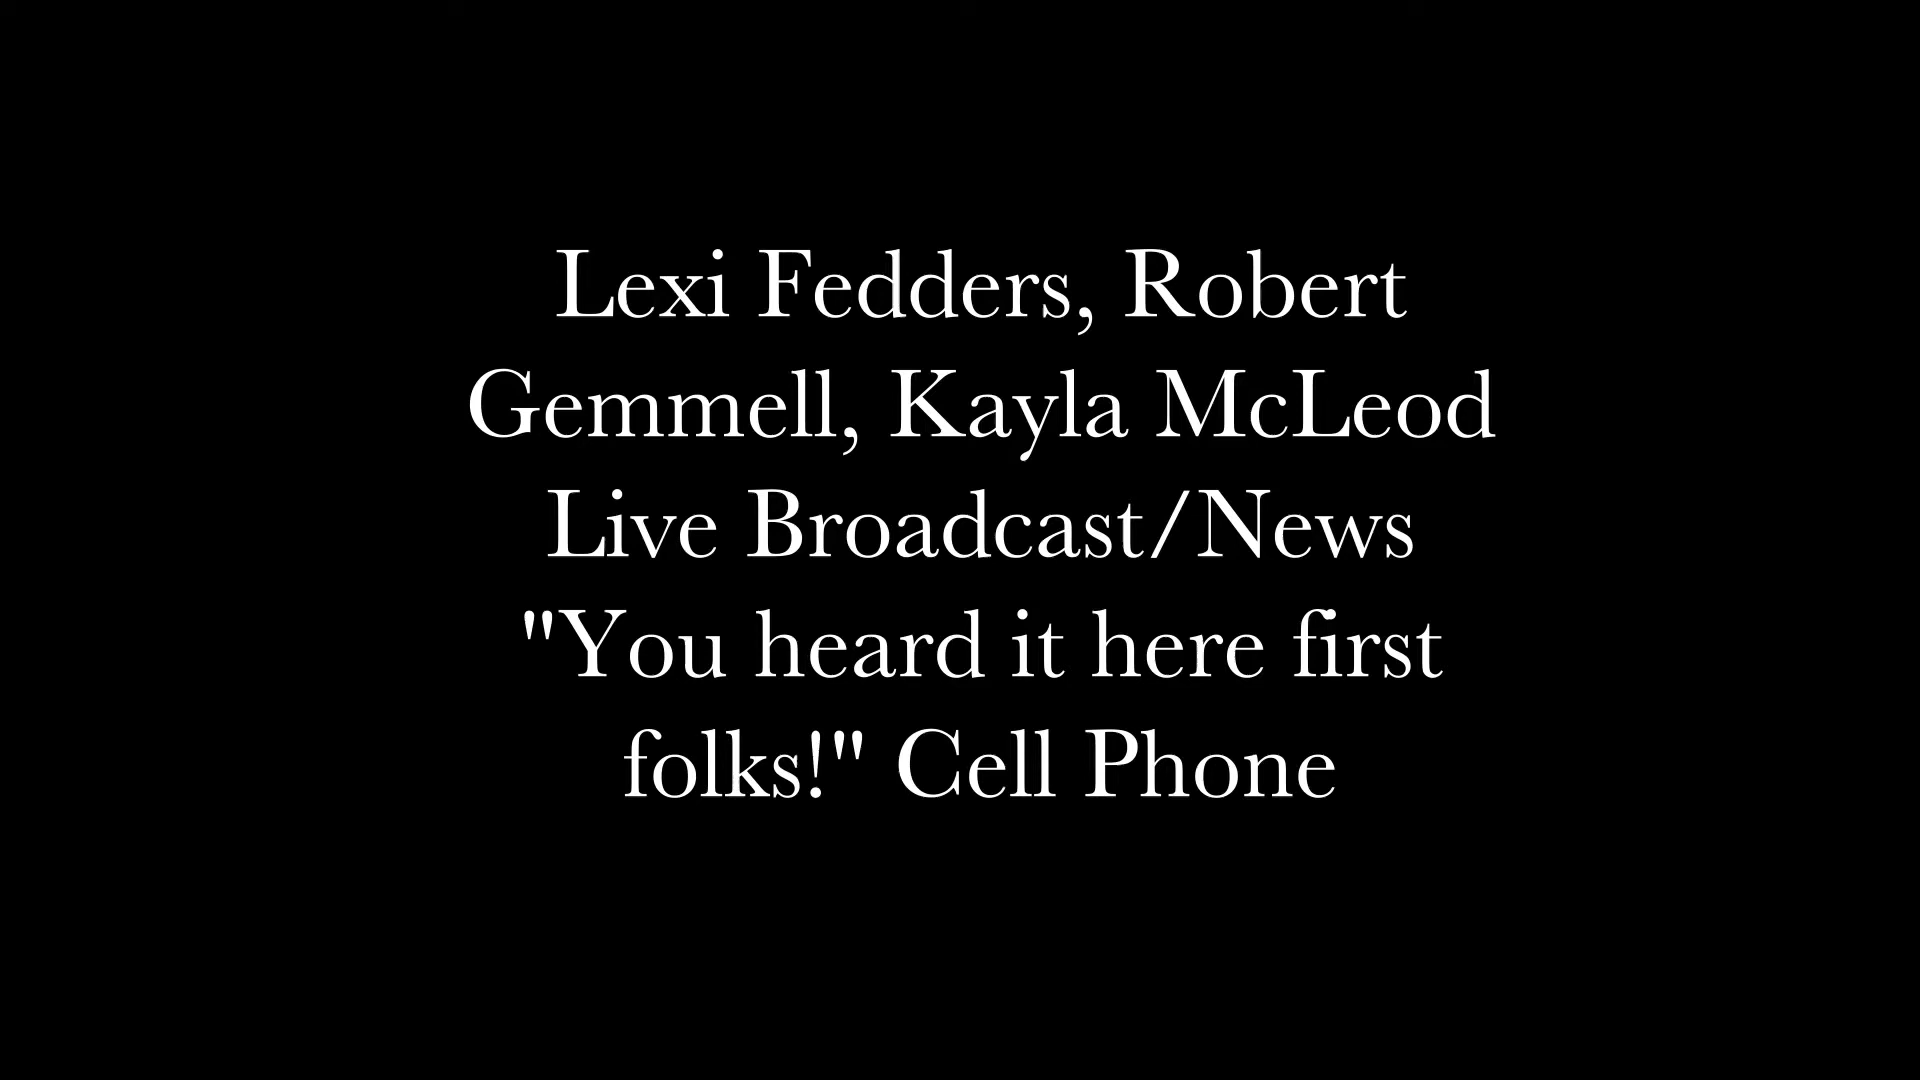 Lexi Fedders, Robert
Gemmell, Kayla McLeod
Live Broadcast/News
"You heard it here first
folks!" Cell Phone